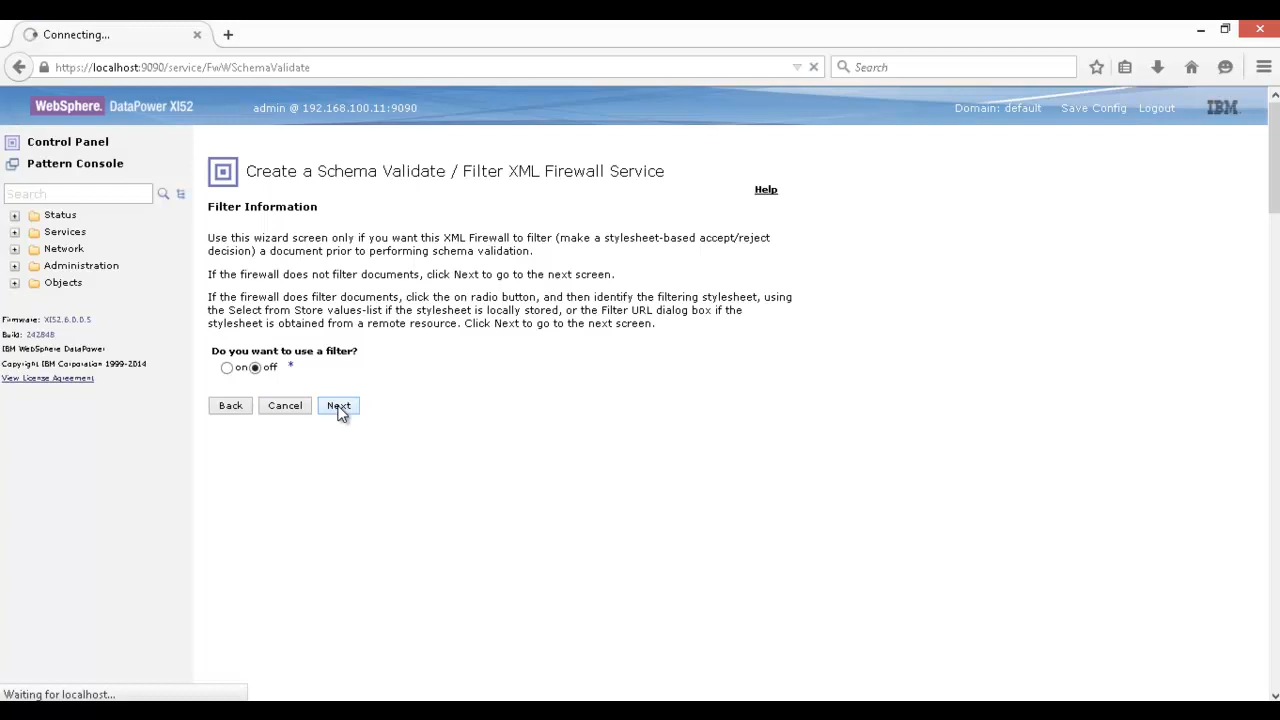 Connecting...
https://localhost:9090/service/FwWSchemaValidate
Search
WebSphere. DataPower XI52
admin @ 192.168.100.11:9090
Domain: default Save Config Logout IBM
Control Panel
Pattern Console
Search
Status
Services
Network
Administration
Objects
Firmware: XI52.6.0.0.5
Build: 242848
IBM WebSphere DataPower
Copyright IBM Corporation 1999-2014
View License Agreement
Create a Schema Validate / Filter XML Firewall Service
Help
Filter Information
Use this wizard screen only if you want this XML Firewall to filter (make a stylesheet-based accept/reject
decision) a document prior to performing schema validation.
If the firewall does not filter documents, click Next to go to the next screen.
If the firewall does filter documents, click the on radio button, and then identify the filtering stylesheet, using
the Select from Store values-list if the stylesheet is locally stored, or the Filter URL dialog box if the
stylesheet is obtained from a remote resource. Click Next to go to the next screen.
Do you want to use a filter?
on off *
Back Cancel Next
Waiting for localhost...